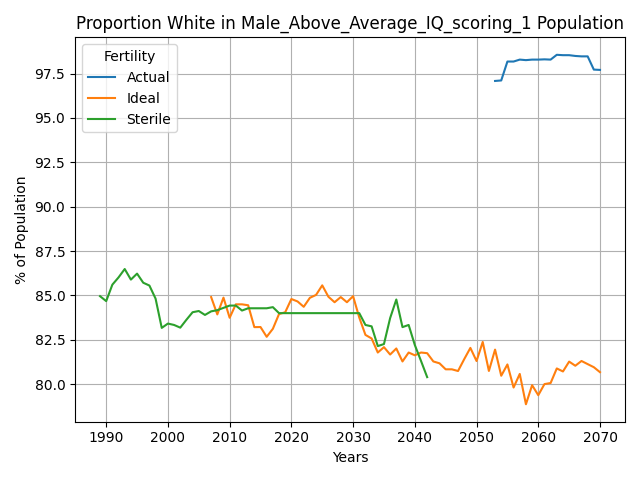 Proportion White in Male_Above_Average_IQ_scoring_1 Population
Fertility
Actual
Ideal
Sterile
97.5
95.0
92.5
90.0
87.5
85.0
82.5
80.0
% of Population
1990 2000 2010 2020 2030 2040 2050 2060 2070
Years